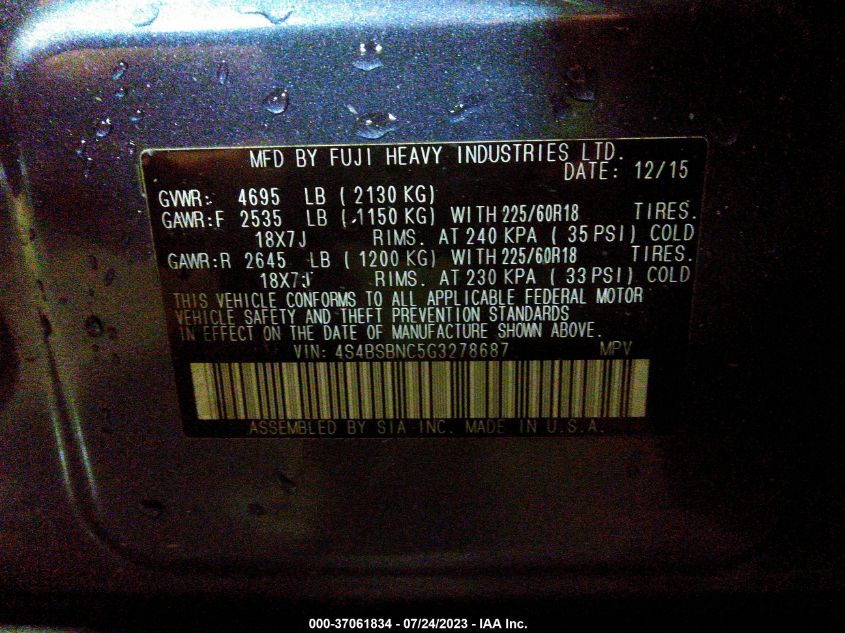 MFD BY FUJI HEAVY INDUSTRIES LTD.
DATE: 12/15
GVWR: 4695 LB ( 2130 KG)
GAWR:F 2535 LB ( 1150 KG) WITH 225/60R18 TIRES.
18X7J RIMS. AT 240 KPA ( 35 PSI) COLD
GAWR:R 2645 LB ( 1200 KG) WITH 225/60R18 TIRES.
18X7J RIMS. AT 230 KPA ( 33 PSI) COLD
THIS VEHICLE CONFORMS TO ALL APPLICABLE FEDERAL MOTOR
VEHICLE SAFETY AND THEFT PREVENTION STANDARDS
IN EFFECT ON THE DATE OF MANUFACTURE SHOWN ABOVE.
VIN: 4S4BSBNC5G3278687 MPV
ASSEMBLED BY SIA INC. MADE IN U.S.A.
000-37061834 - 07/24/2023 - IAA Inc.